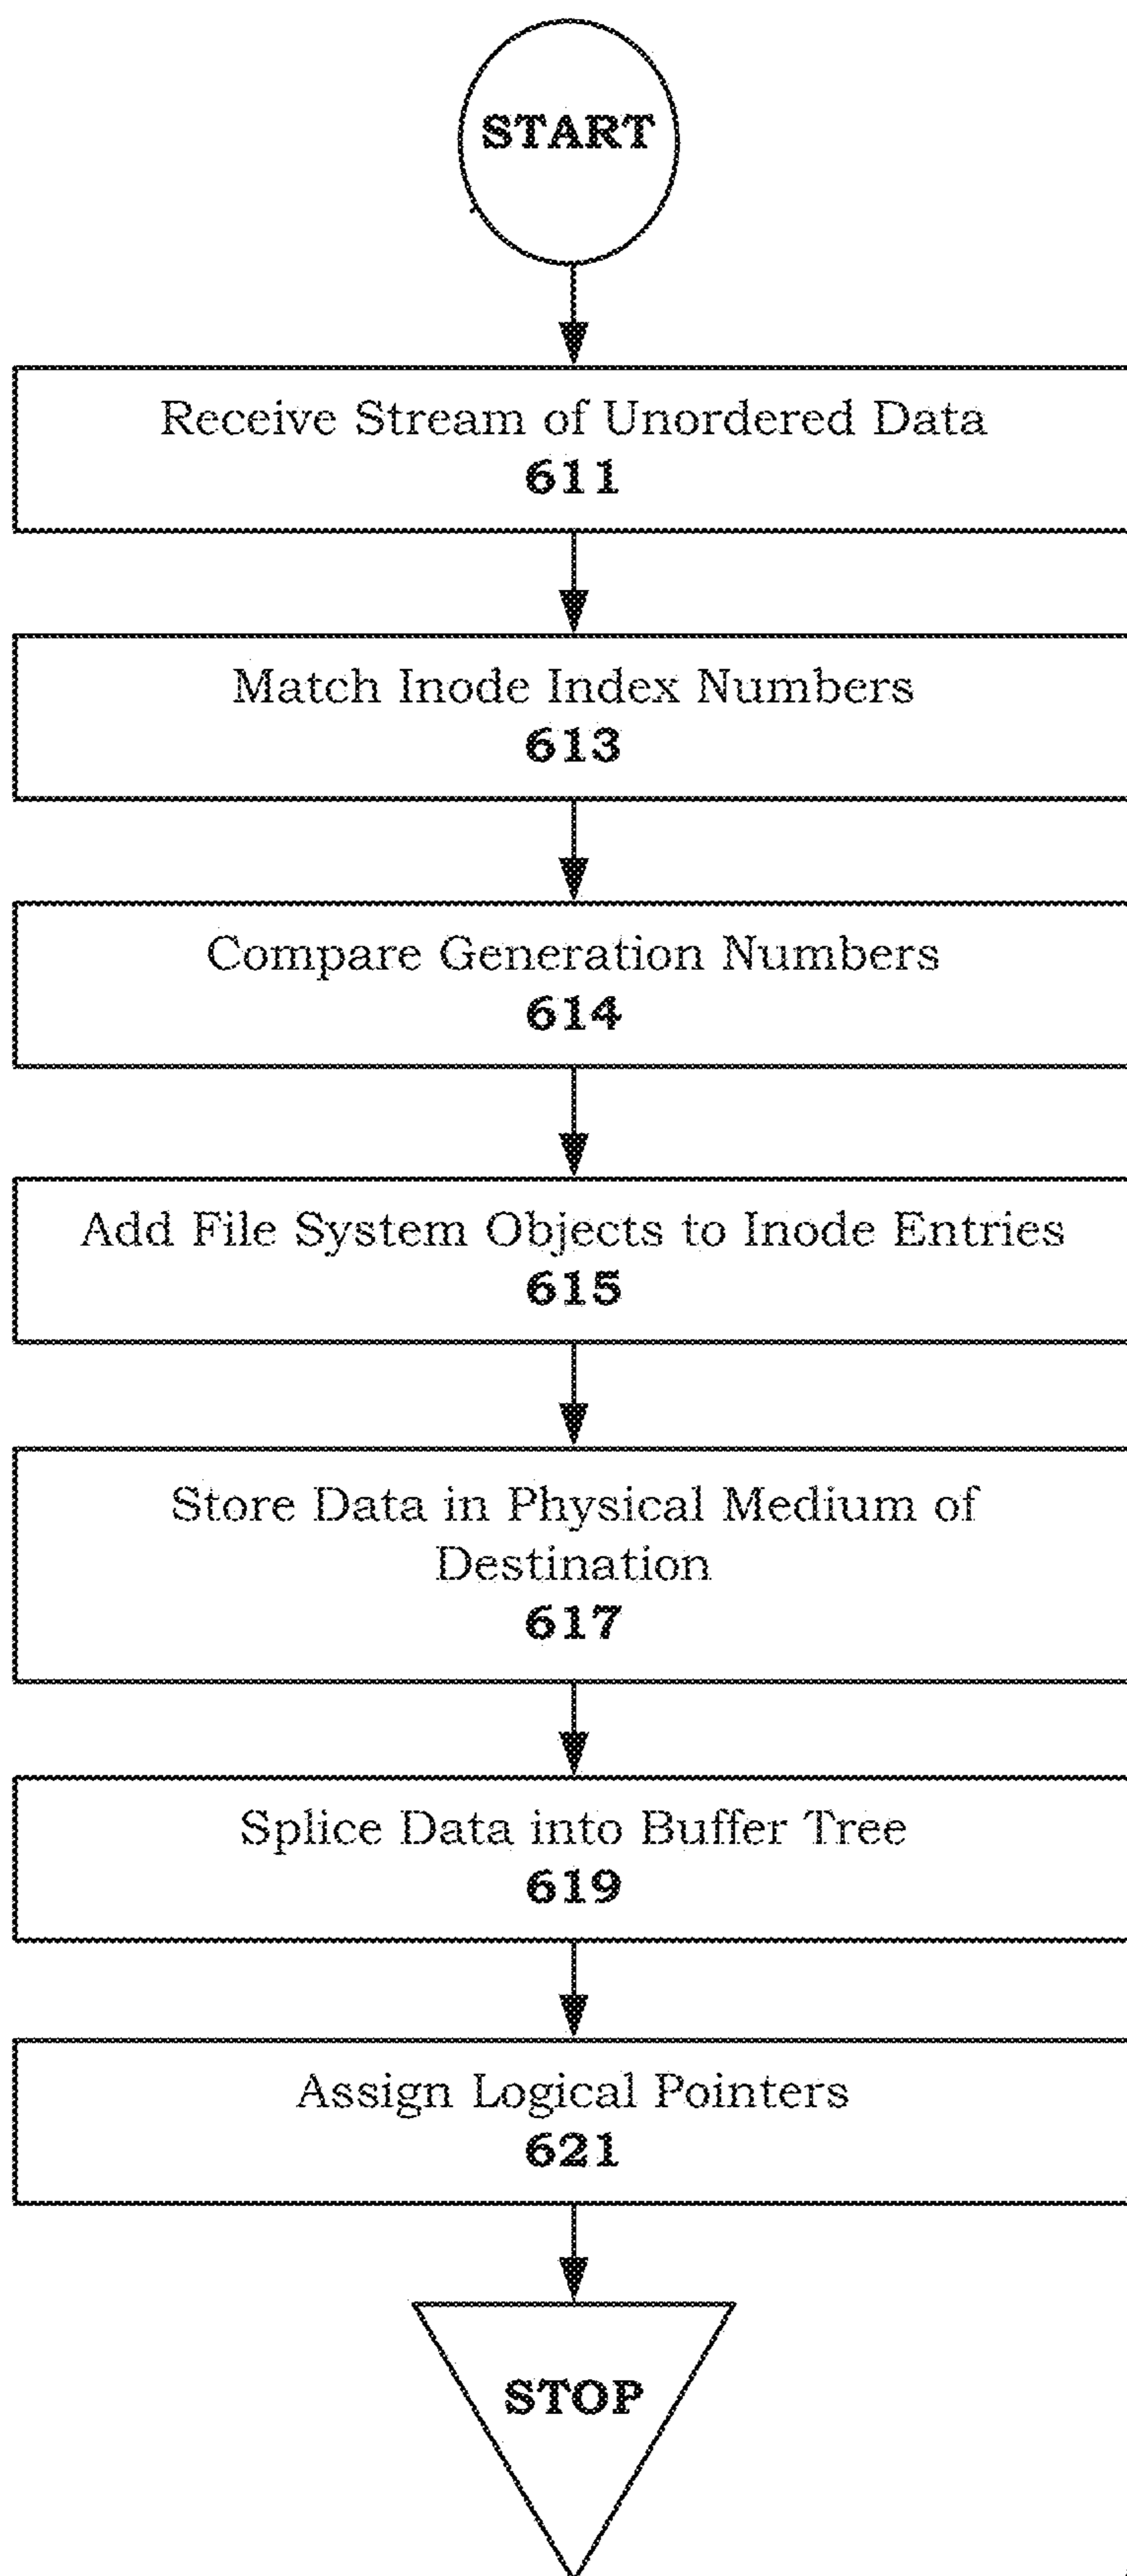 START
Receive Stream of Unordered Data
611
Match Inode Index Numbers
613
Compare Generation Numbers
614
Add File System Objects to Inode Entries
615
Store Data in Physical Medium of
Destination
617
Splice Data into Buffer Tree
619
Assign Logical Pointers
621
STOP